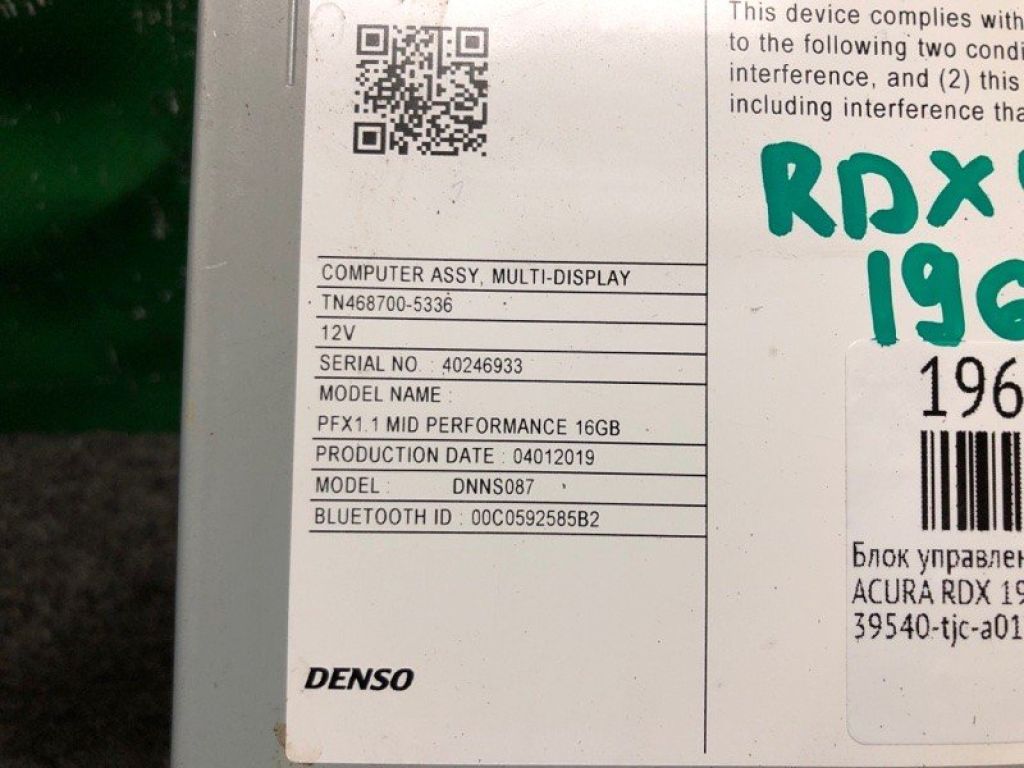 This device complies with
to the following two condi
interference, and (2) this
including interference tha
RDX
196
COMPUTER ASSY, MULTI-DISPLAY
TN468700-5336
12V
SERIAL NO. : 40246933
MODEL NAME :
PFX1.1 MID PERFORMANCE 16GB
PRODUCTION DATE : 04012019
MODEL : DNNS087
BLUETOOTH ID : 00C0592585B2
DENSO
196
Блок управлен
ACURA RDX 19
39540-tjc-a01